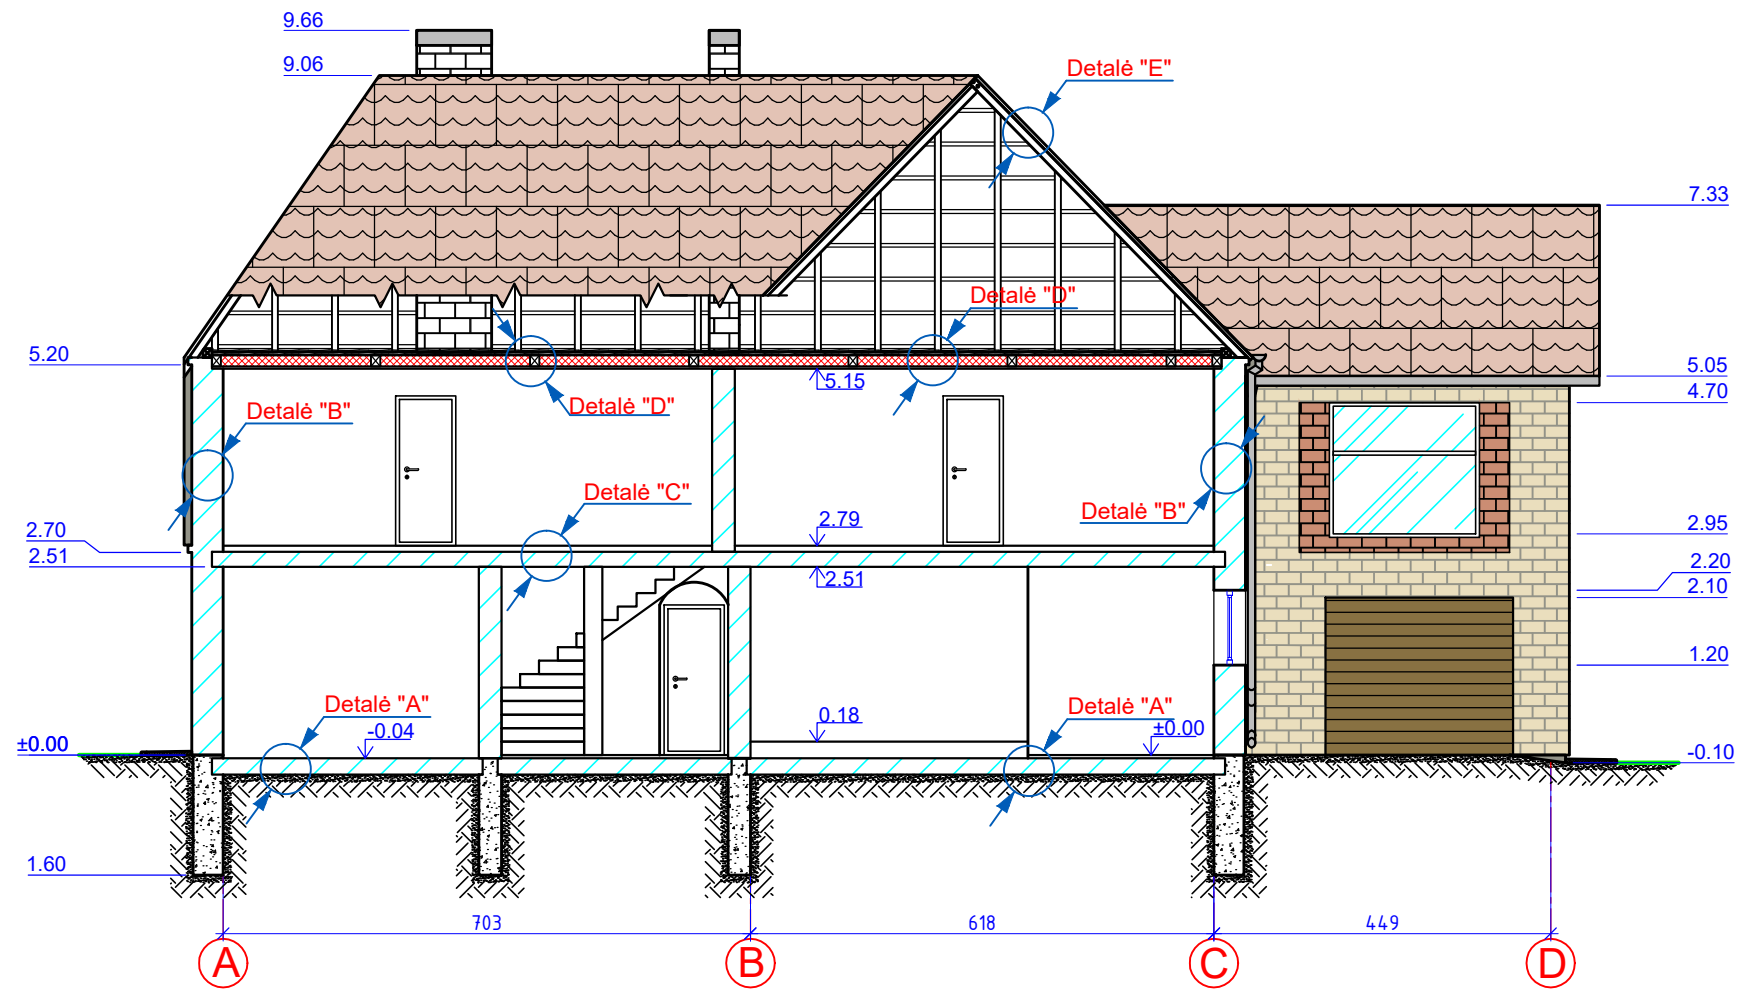 9.66
9.06
Detalė "E"
7.33
Detalė "D"
5.20
5.05
5.15
4.70
Detalė "B"
Detalė "D"
Detalė "C"
Detalė "B"
2.70
2.79
2.95
2.51
2.51
2.20
2.10
1.20
Detalė "A"
Detalė "A"
-0.04
0.18
±0.00
±0.00
-0.10
1.60
703
618
449
A
B
C
D